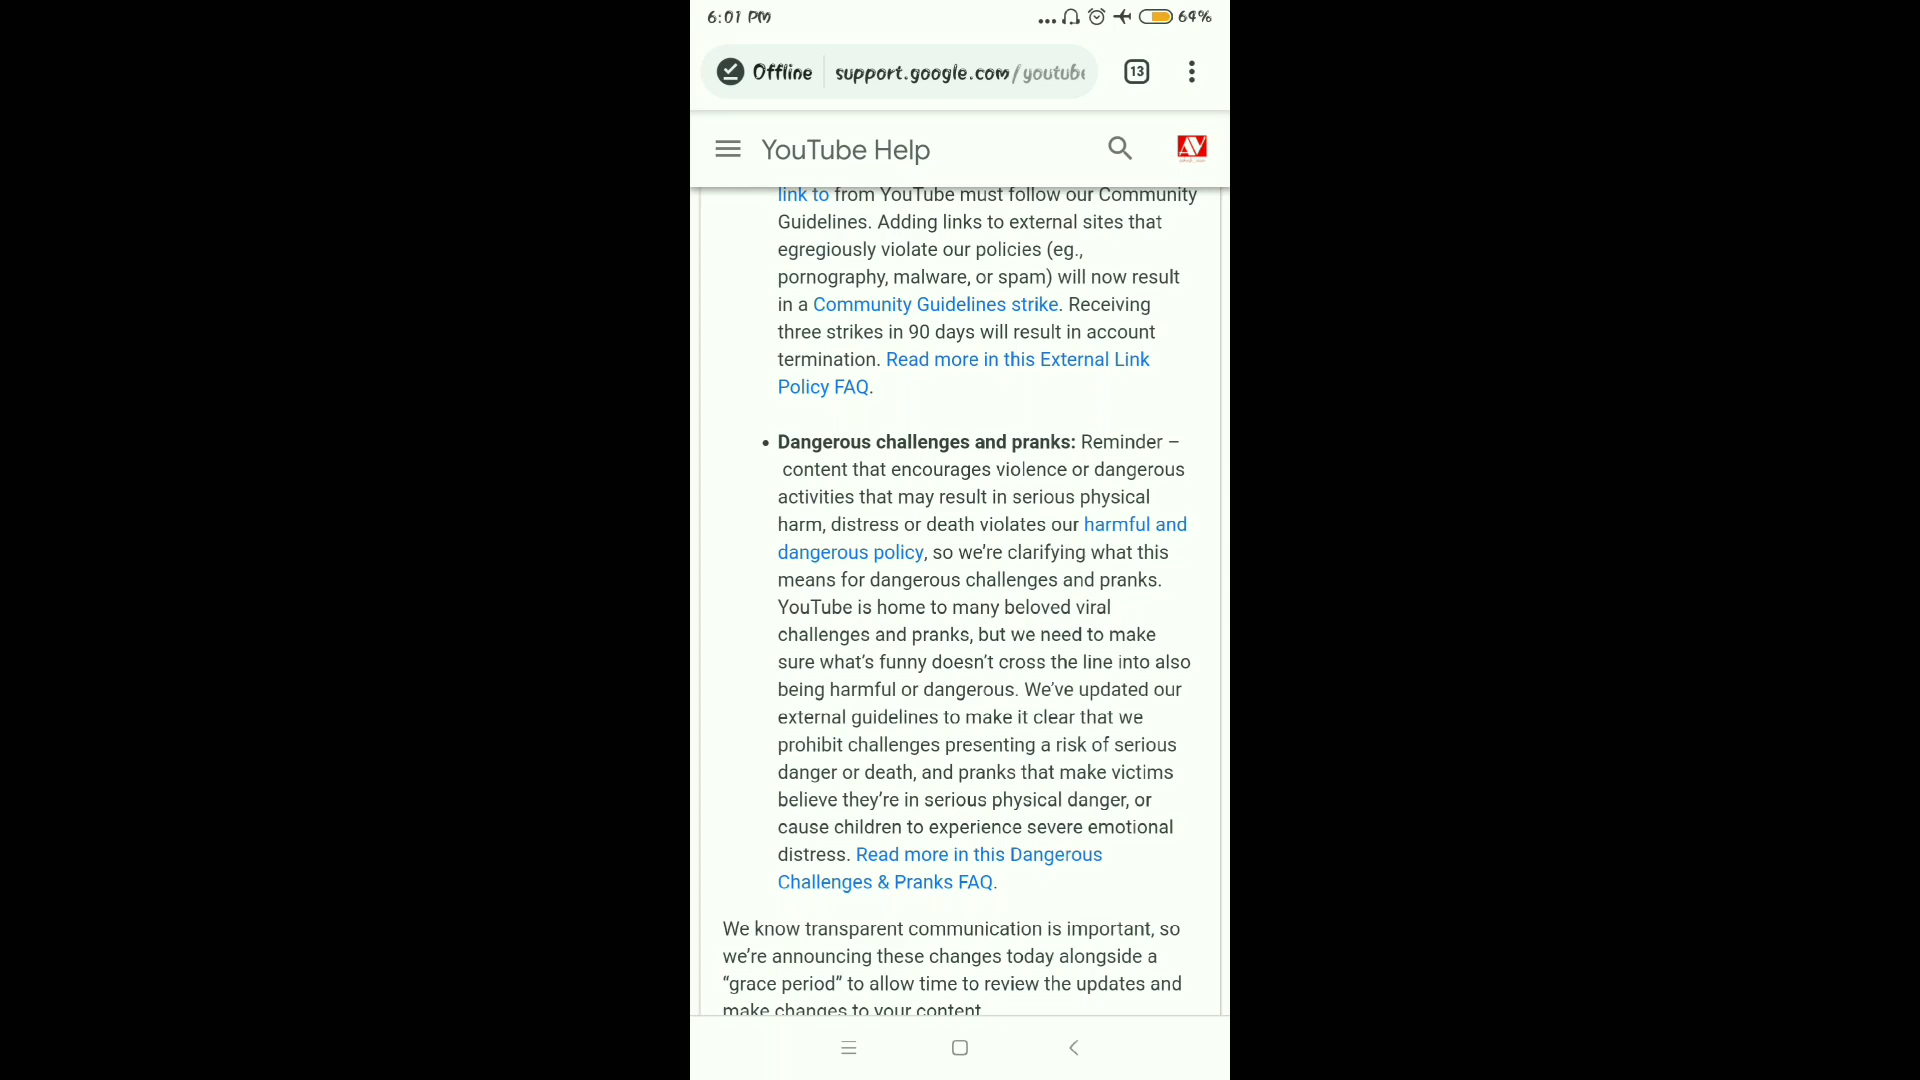 6:01 PM
... 64%
Offline support.google.com/youtube
13
YouTube Help
AV
link to from YouTube must follow our Community
Guidelines. Adding links to external sites that
egregiously violate our policies (eg.,
pornography, malware, or spam) will now result
in a Community Guidelines strike. Receiving
three strikes in 90 days will result in account
termination. Read more in this External Link
Policy FAQ.
• Dangerous challenges and pranks: Reminder –
content that encourages violence or dangerous
activities that may result in serious physical
harm, distress or death violates our harmful and
dangerous policy, so we’re clarifying what this
means for dangerous challenges and pranks.
YouTube is home to many beloved viral
challenges and pranks, but we need to make
sure what’s funny doesn’t cross the line into also
being harmful or dangerous. We’ve updated our
external guidelines to make it clear that we
prohibit challenges presenting a risk of serious
danger or death, and pranks that make victims
believe they’re in serious physical danger, or
cause children to experience severe emotional
distress. Read more in this Dangerous
Challenges & Pranks FAQ.
We know transparent communication is important, so
we’re announcing these changes today alongside a
“grace period” to allow time to review the updates and
make changes to your content